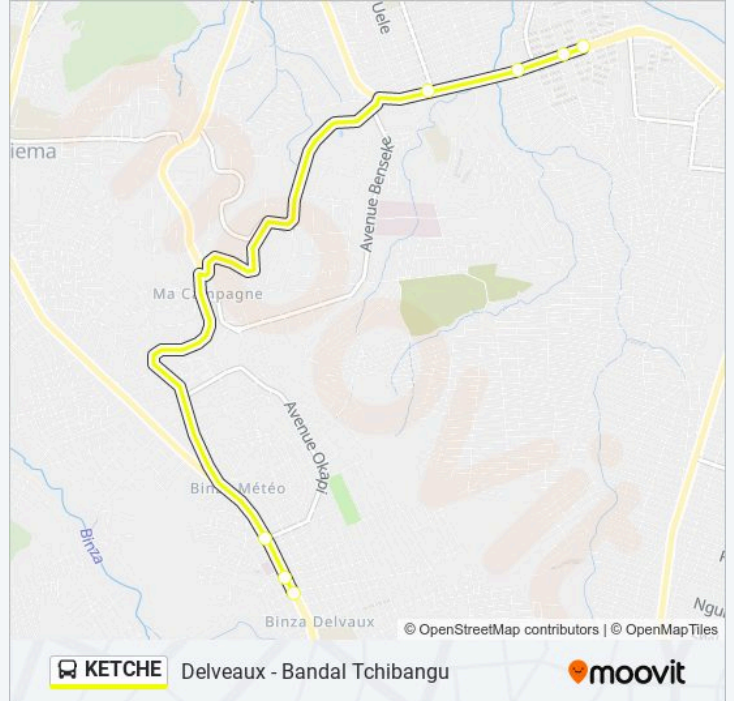 Uele
iema
Avenue Benseke
Ma Campagne
Avenue Okapy
Binza Météo
Binza
Binza Delvaux
Ngu
© OpenStreetMap contributors | © OpenMapTiles
KETCHE
Delveaux - Bandal Tchibangu
moovit